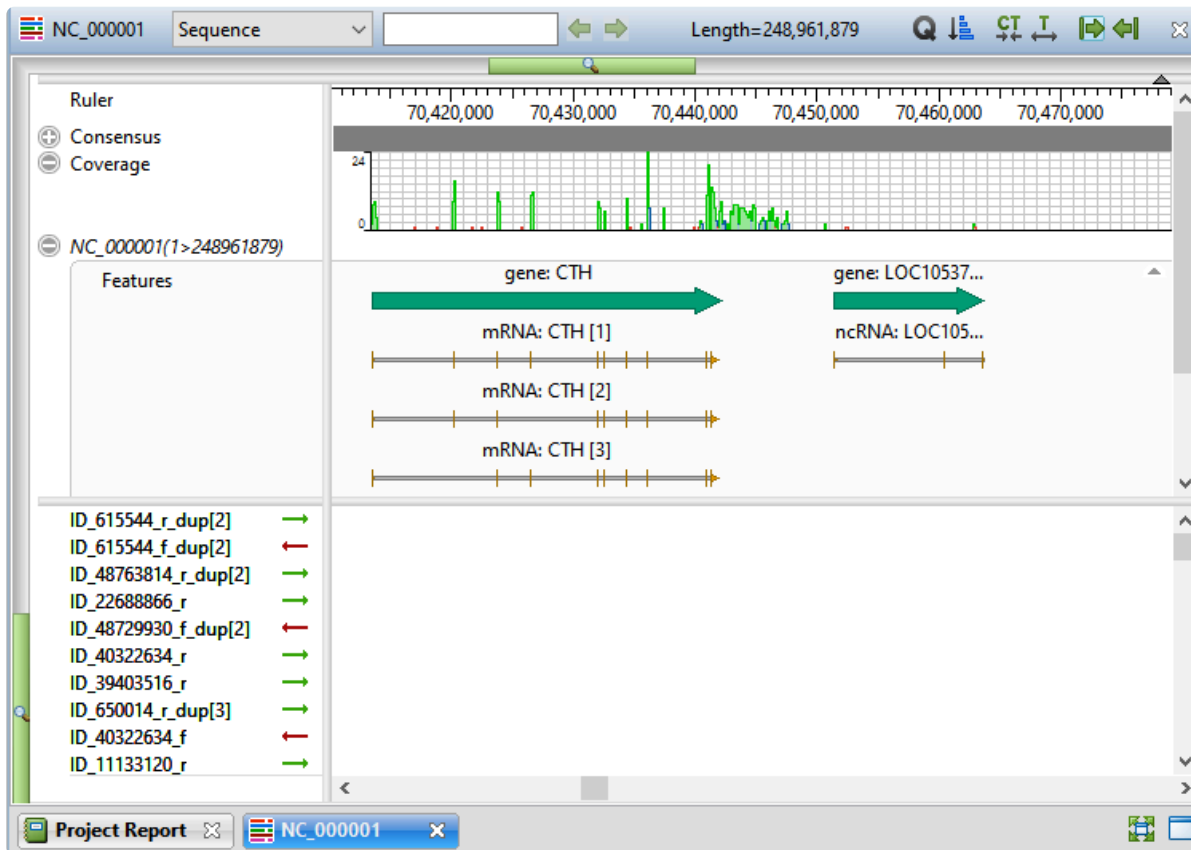 NC_000001 Sequence Length=248,961,879 Q CT T
Ruler 70,420,000 70,430,000 70,440,000 70,450,000 70,460,000 70,470,000
Consensus
Coverage 24
0
NC_000001(1>248961879)
Features gene: CTH gene: LOC10537...
mRNA: CTH [1] ncRNA: LOC105...
mRNA: CTH [2]
mRNA: CTH [3]
ID_615544_r_dup[2]
ID_615544_f_dup[2]
ID_48763814_r_dup[2]
ID_22688866_r
ID_48729930_f_dup[2]
ID_40322634_r
ID_39403516_r
ID_650014_r_dup[3]
ID_40322634_f
ID_11133120_r
Project Report NC_000001